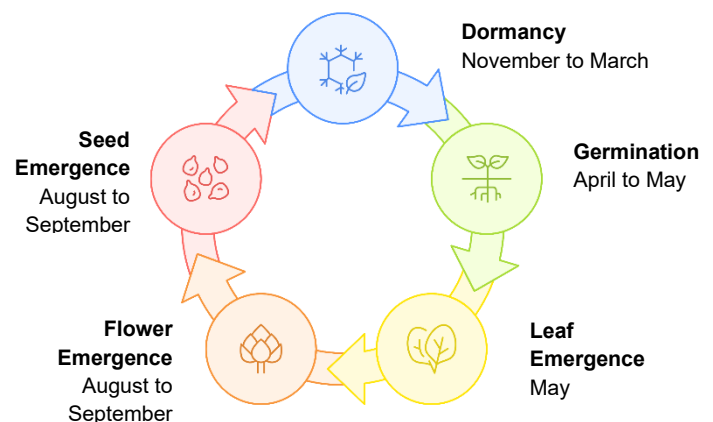 Dormancy
November to March
Germination
April to May
Leaf
Emergence
May
Flower
Emergence
August to
September
Seed
Emergence
August to
September